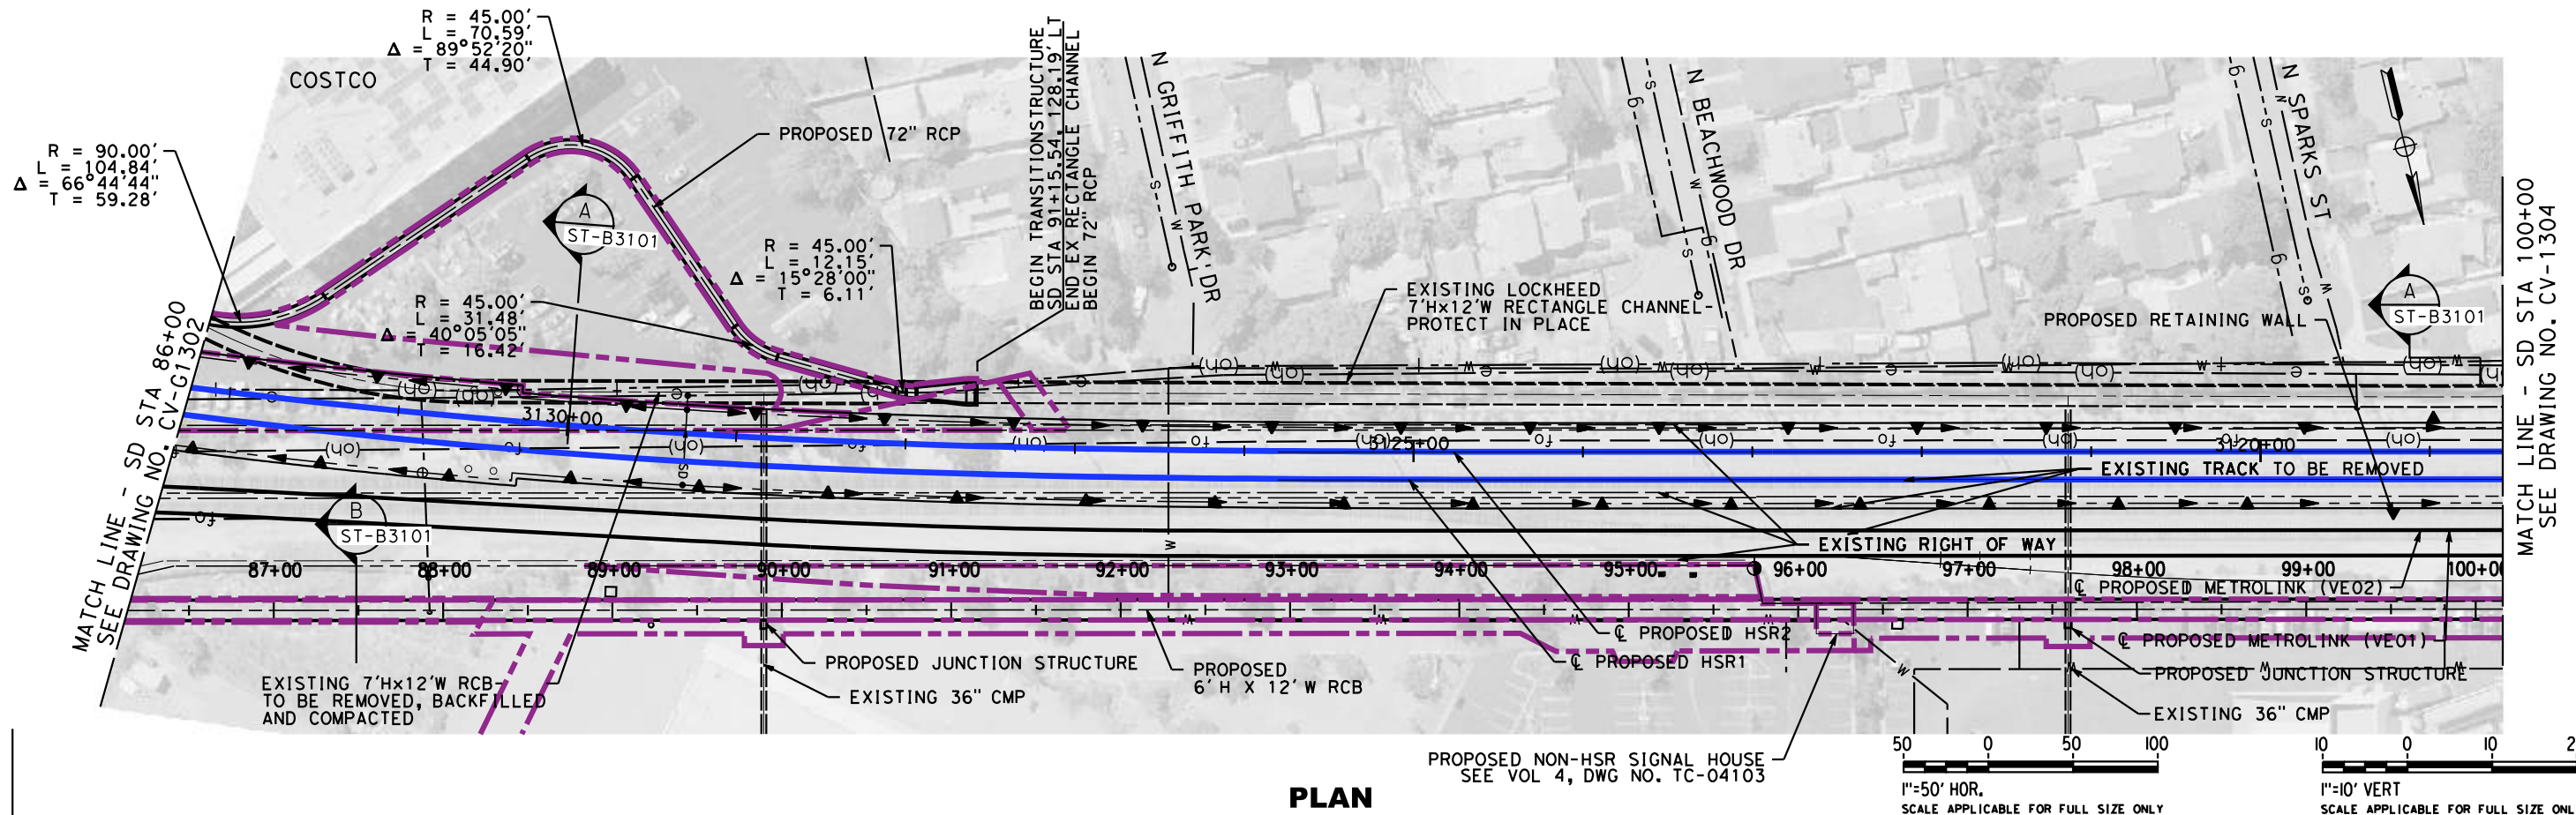 R = 45.00'
L = 70.59'
Δ = 89°52'20"
T = 44.90'
COSTCO
R = 90.00'
L = 104.84'
Δ = 66°44'44"
T = 59.28'
PROPOSED 72" RCP
A
ST-B3101
R = 45.00'
L = 12.15'
Δ = 15°28'00"
T = 6.11'
R = 45.00'
L = 31.48'
Δ = 40°05'05"
T = 16.42'
BEGIN TRANSITIONSTRUCTURE
SD STA 91+15.54, 128.19' LT
END EX RECTANGLE CHANNEL
BEGIN 72" RCP
N GRIFFITH PARK DR
N BEACHWOOD DR
N SPARKS ST
EXISTING LOCKHEED
7'Hx12'W RECTANGLE CHANNEL-
PROTECT IN PLACE
PROPOSED RETAINING WALL
A
ST-B3101
MATCH LINE - SD STA 86+00
SEE DRAWING NO. CV-G1302
MATCH LINE - SD STA 100+00
SEE DRAWING NO. CV-1304
3130+00
3125+00
3120+00
EXISTING TRACK TO BE REMOVED
EXISTING RIGHT OF WAY
B
ST-B3101
87+00
88+00
89+00
90+00
91+00
92+00
93+00
94+00
95+00
96+00
97+00
98+00
99+00
100+00
℄ PROPOSED METROLINK (VE02)
℄ PROPOSED HSR2
℄ PROPOSED METROLINK (VE01)
℄ PROPOSED HSR1
PROPOSED JUNCTION STRUCTURE
PROPOSED
6' H X 12' W RCB
PROPOSED JUNCTION STRUCTURE
EXISTING 7'Hx12'W RCB-
TO BE REMOVED, BACKFILLED
AND COMPACTED
EXISTING 36" CMP
EXISTING 36" CMP
PROPOSED NON-HSR SIGNAL HOUSE
SEE VOL 4, DWG NO. TC-04103
PLAN
50 0 50 100
1"=50' HOR.
SCALE APPLICABLE FOR FULL SIZE ONLY
10 0 10
1"=10' VERT
SCALE APPLICABLE FOR FULL SIZE ONL